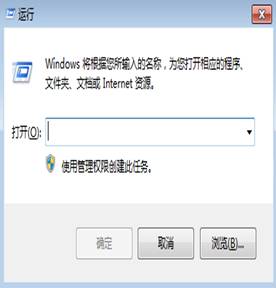 运行
Windows 将根据您所输入的名称，为您打开相应的程序、
文件夹、文档或 Internet 资源。
打开(O):
使用管理权限创建此任务。
确定 取消 浏览(B)...